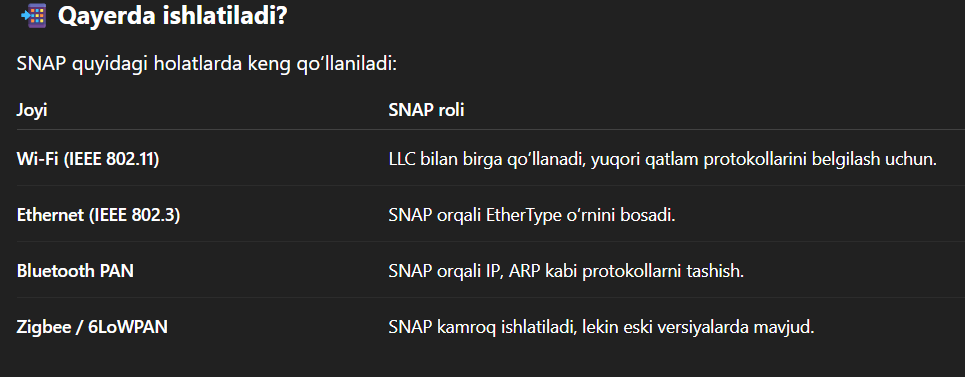 📲 Qayerda ishlatiladi?
SNAP quyidagi holatlarda keng qo‘llaniladi:
Joyi SNAP roli
Wi-Fi (IEEE 802.11) LLC bilan birga qo‘llanadi, yuqori qatlam protokollarini belgilash uchun.
Ethernet (IEEE 802.3) SNAP orqali EtherType o‘rnini bosadi.
Bluetooth PAN SNAP orqali IP, ARP kabi protokollarni tashish.
Zigbee / 6LoWPAN SNAP kamroq ishlatiladi, lekin eski versiyalarda mavjud.